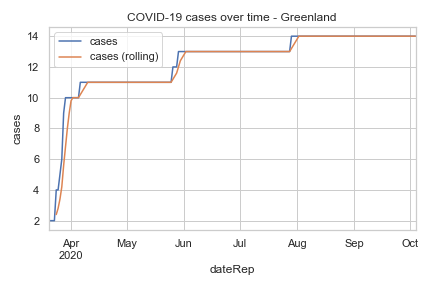 COVID-19 cases over time - Greenland
cases
cases (rolling)
14
12
10
8
6
4
2
cases
Apr
2020
May
Jun
Jul
Aug
Sep
Oct
dateRep